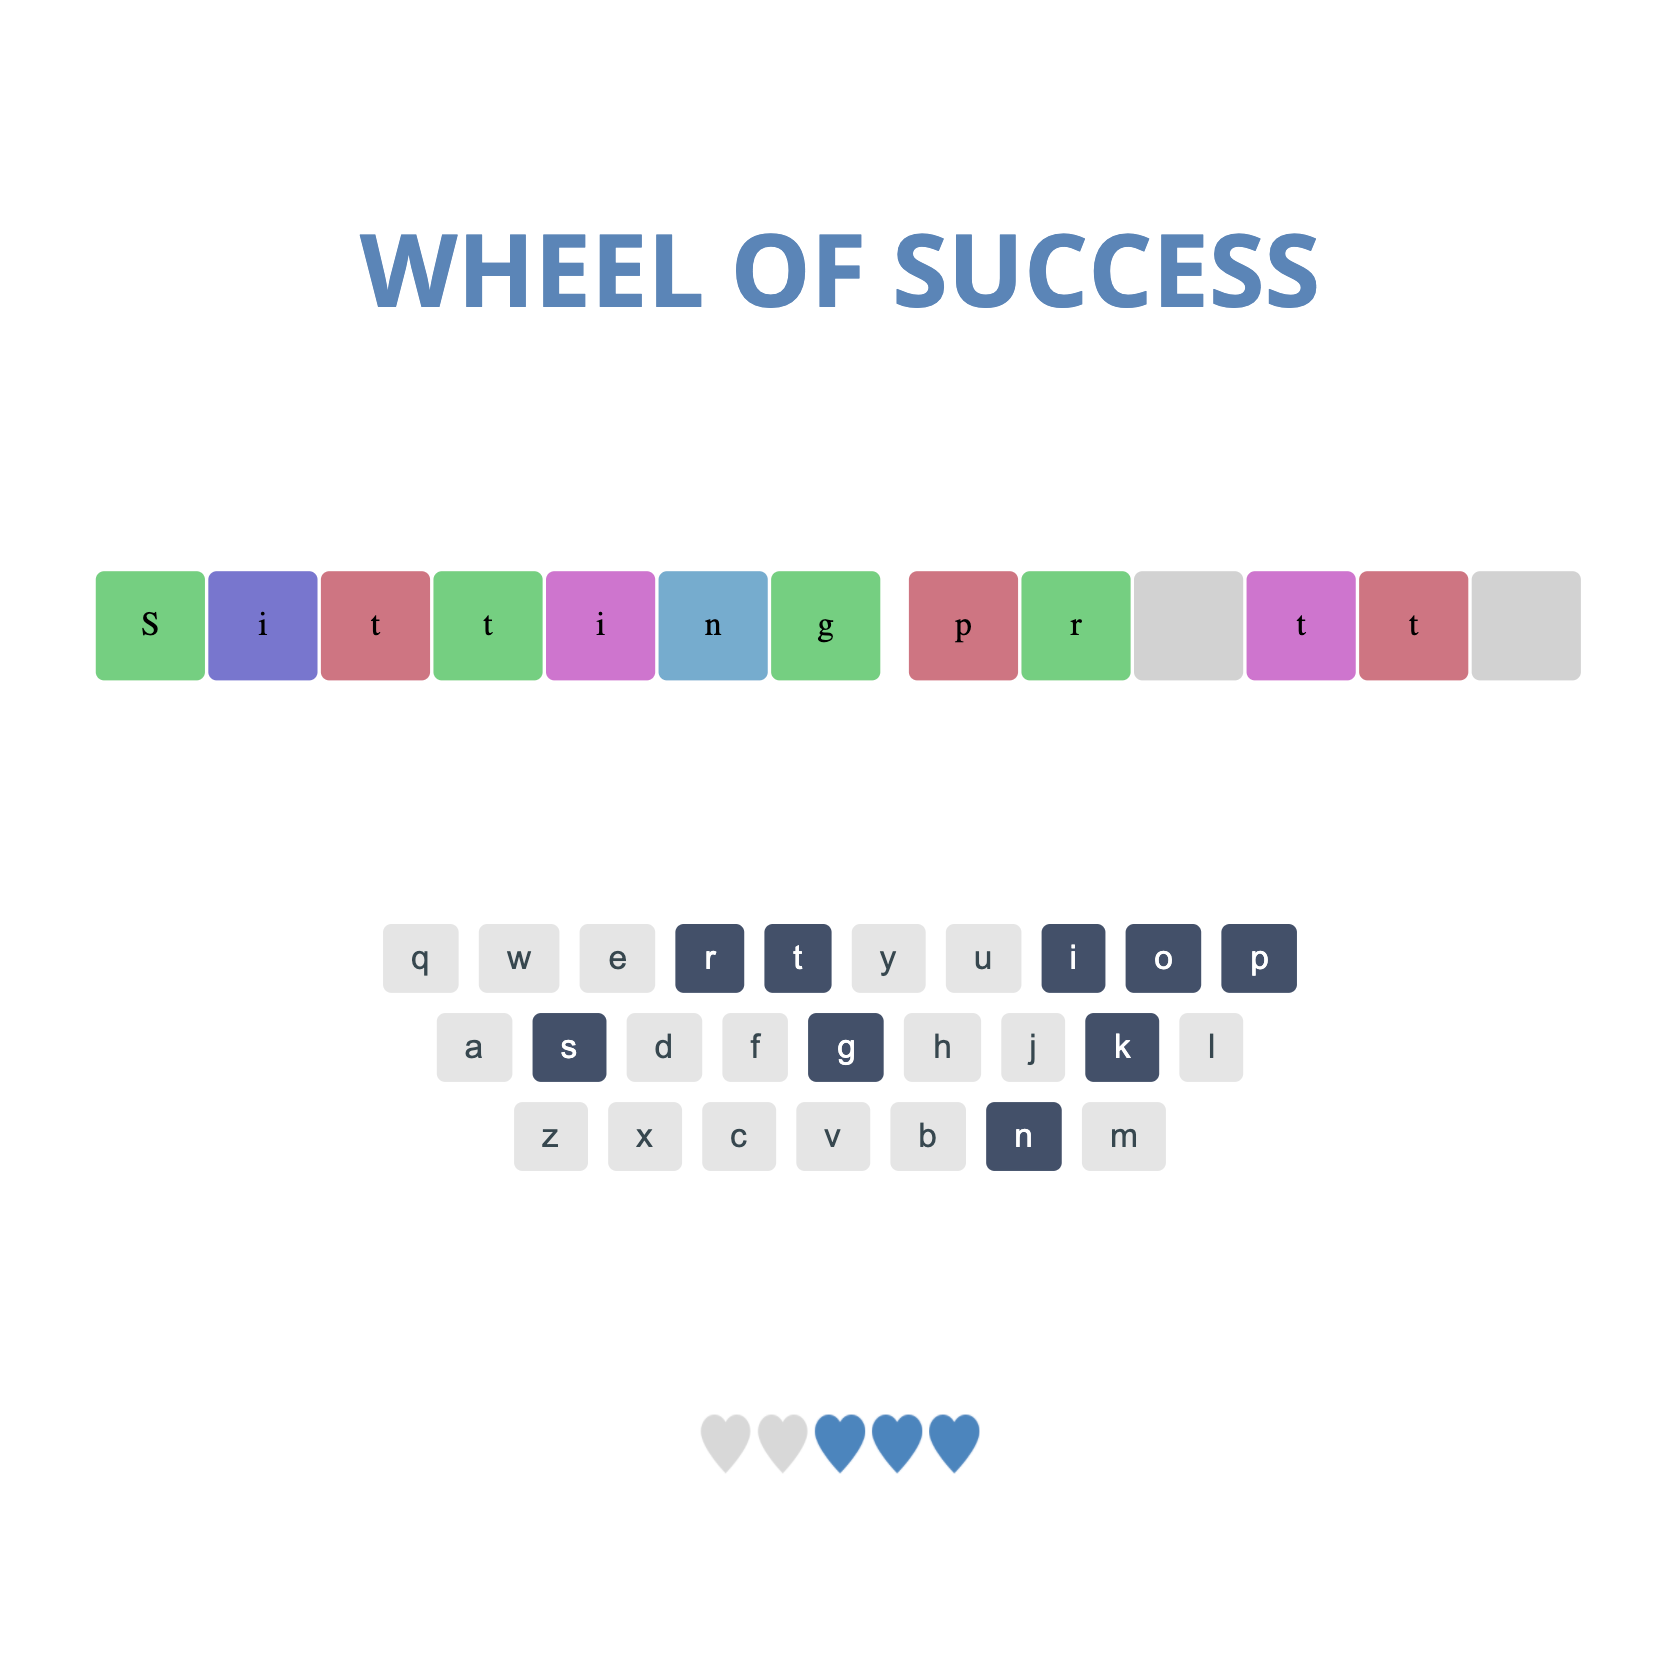 WHEEL OF SUCCESS
S i t t i n g p r t t
q w e r t y u i o p
a s d f g h j k l
z x c v b n m